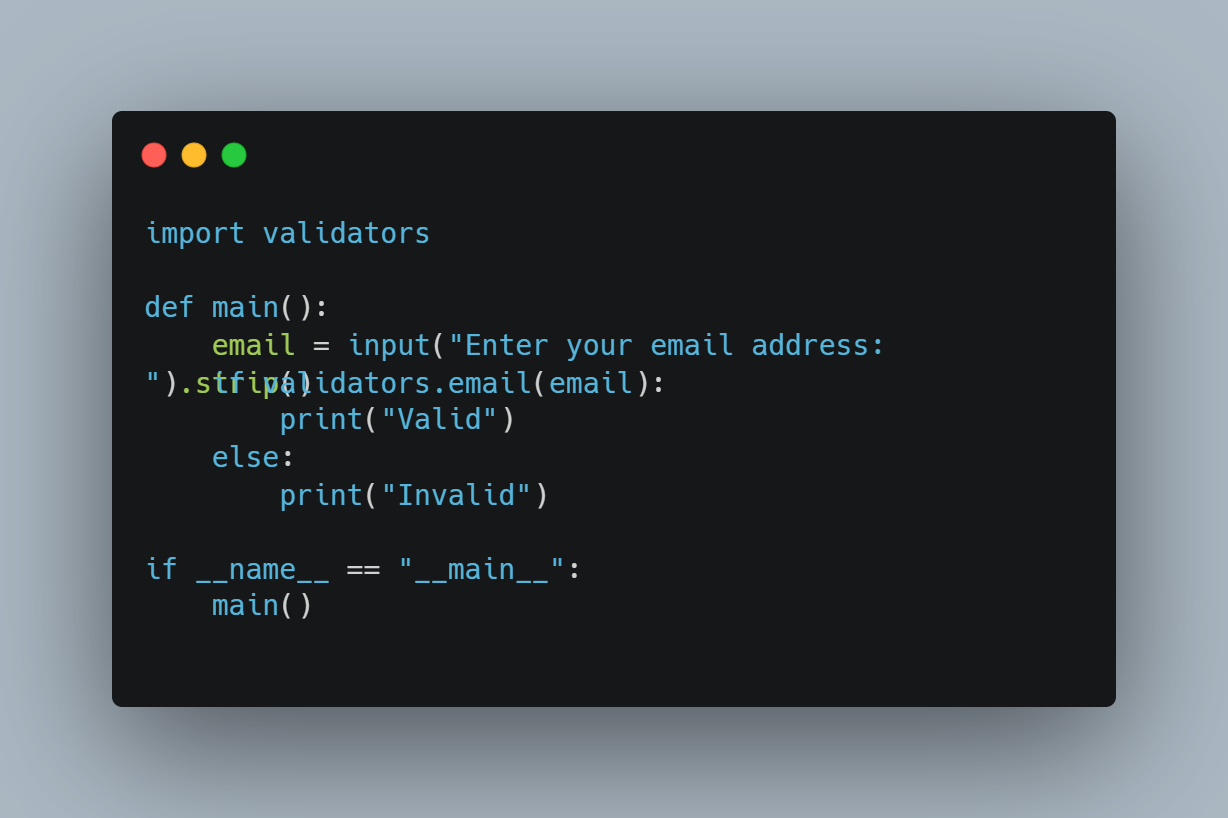 import validators
def main():
    email = input("Enter your email address:
").strip()
    if validators.email(email):
        print("Valid")
    else:
        print("Invalid")
if __name__ == "__main__":
    main()